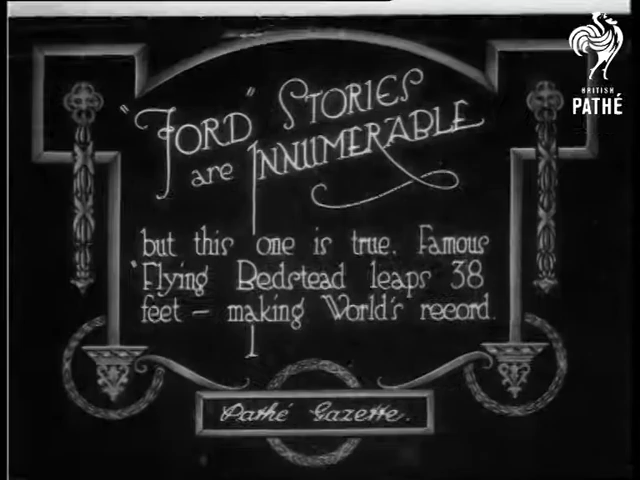 BRITISH
PATHÉ
"FORD" STORIES
are INNUMERABLE
but this one is true. Famous
"Flying Bedstead leaps 38
feet — making World's record.
Pathé Gazette.